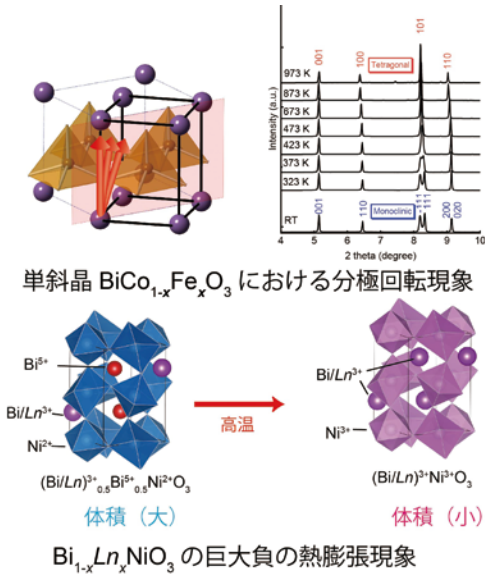 101
001
100
Tetragonal
110
973 K
873 K
673 K
473 K
423 K
373 K
323 K
RT
001
110
Monoclinic
1̄11
111
200
020
Intensity (a.u.)
4 5 6 7 8 9 10
2 theta (degree)
単斜晶 BiCo₁₋ₓFeₓO₃ における分極回転現象
Bi⁵⁺
Bi/Ln³⁺
Ni²⁺
高温
Bi/Ln³⁺
Ni³⁺
(Bi/Ln)³⁺₀.₅Bi⁵⁺₀.₅Ni²⁺O₃
(Bi/Ln)³⁺Ni³⁺O₃
体積（大）
体積（小）
Bi₁₋ₓLnₓNiO₃ の巨大負の熱膨張現象